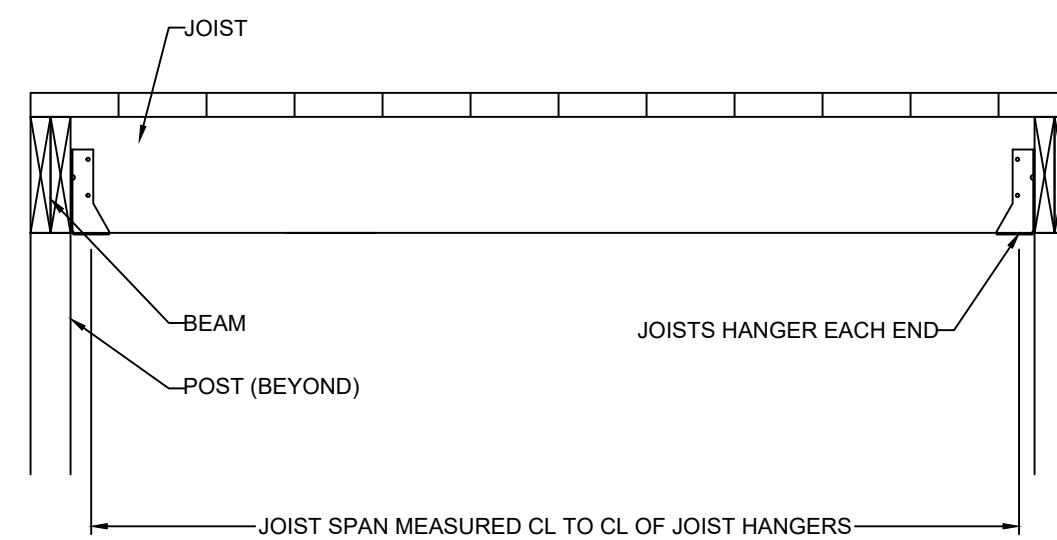 JOIST
BEAM
JOISTS HANGER EACH END
POST (BEYOND)
JOIST SPAN MEASURED CL TO CL OF JOIST HANGERS